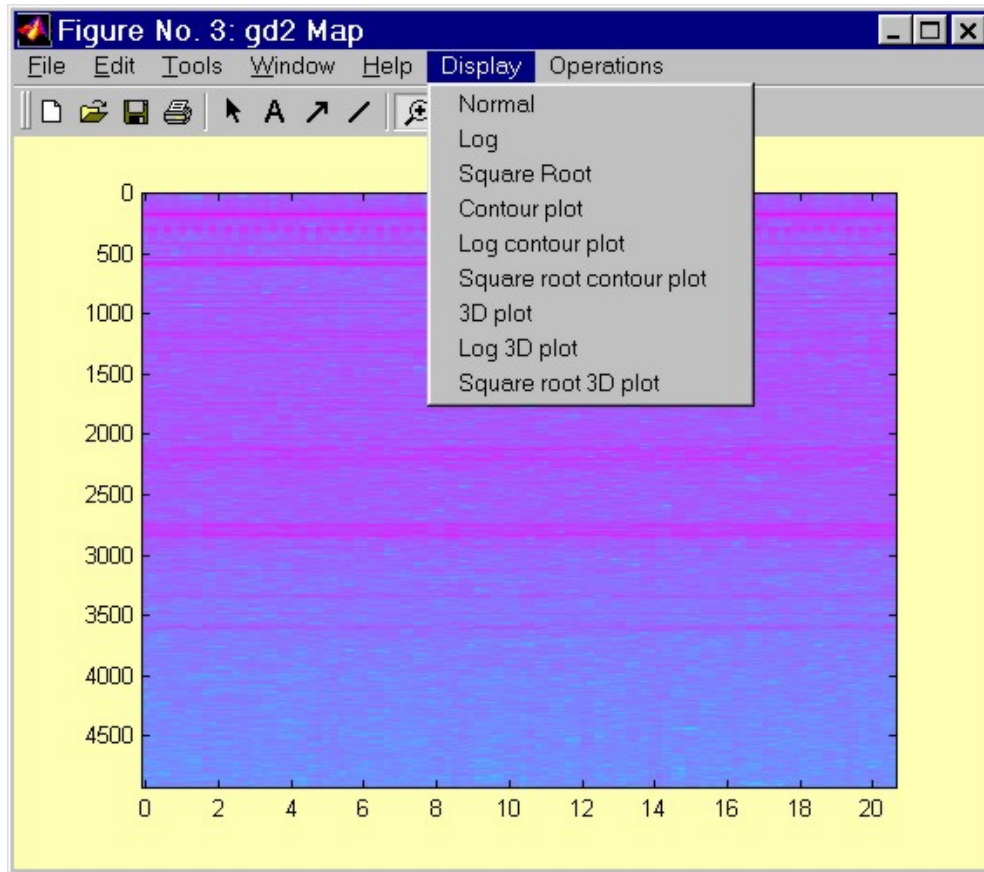 Figure No. 3: gd2 Map
File Edit Tools Window Help Display Operations
A
Normal
Log
Square Root
Contour plot
Log contour plot
Square root contour plot
3D plot
Log 3D plot
Square root 3D plot
0
500
1000
1500
2000
2500
3000
3500
4000
4500
0 2 4 6 8 10 12 14 16 18 20